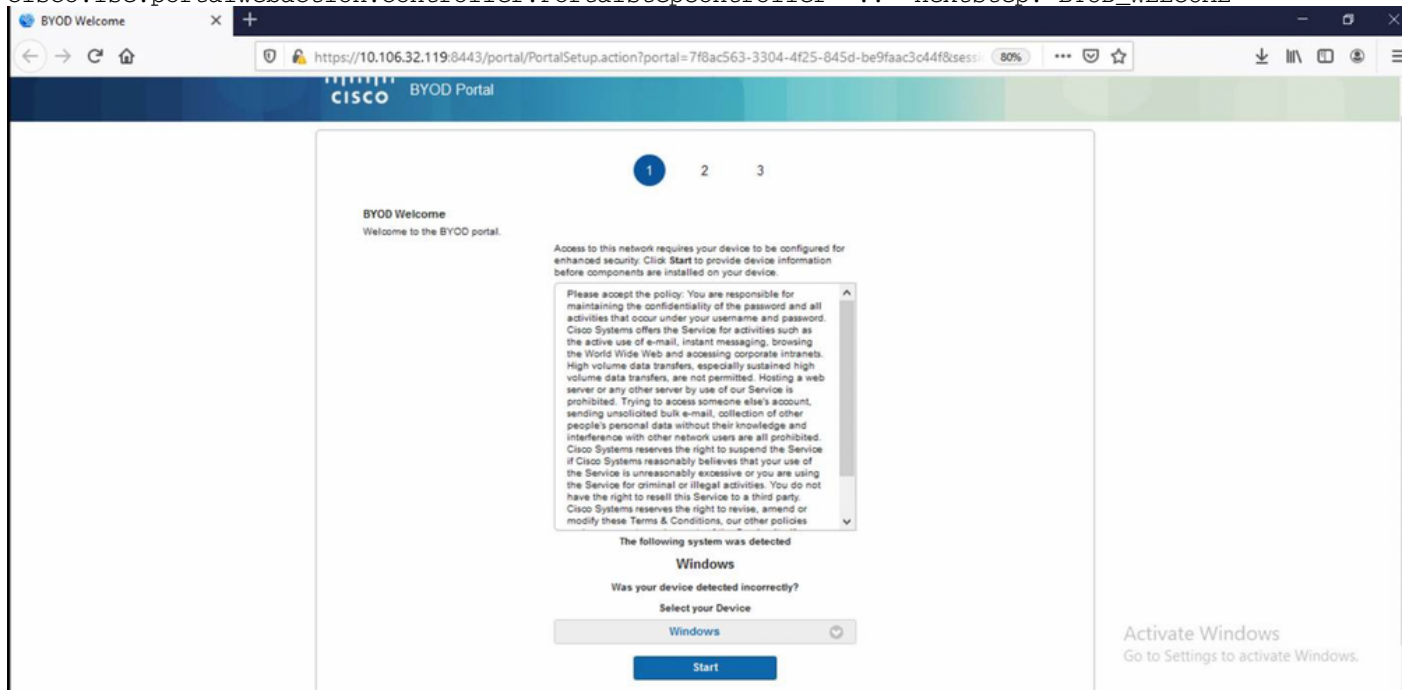 BYOD Welcome
https://10.106.32.119:8443/portal/PortalSetup.action?portal=7f8ac563-3304-4f25-845d-be9faac3c44f&sessi
80%
CISCO BYOD Portal
1 2 3
BYOD Welcome
Welcome to the BYOD portal.
Access to this network requires your device to be configured for
enhanced security. Click Start to provide device information
before components are installed on your device.
Please accept the policy: You are responsible for
maintaining the confidentiality of the password and all
activities that occur under your username and password.
Cisco Systems offers the Service for activities such as
the active use of e-mail, instant messaging, browsing
the World Wide Web and accessing corporate intranets.
High volume data transfers, especially sustained high
volume data transfers, are not permitted. Hosting a web
server or any other server by use of our Service is
prohibited. Trying to access someone else's account,
sending unsolicited bulk e-mail, collection of other
people's personal data without their knowledge and
interference with other network users are all prohibited.
Cisco Systems reserves the right to suspend the Service
if Cisco Systems reasonably believes that your use of
the Service is unreasonably excessive or you are using
the Service for criminal or illegal activities. You do not
have the right to resell this Service to a third party.
Cisco Systems reserves the right to revise, amend or
modify these Terms & Conditions, our other policies
The following system was detected
Windows
Was your device detected incorrectly?
Select your Device
Windows
Start
Activate Windows
Go to Settings to activate Windows.